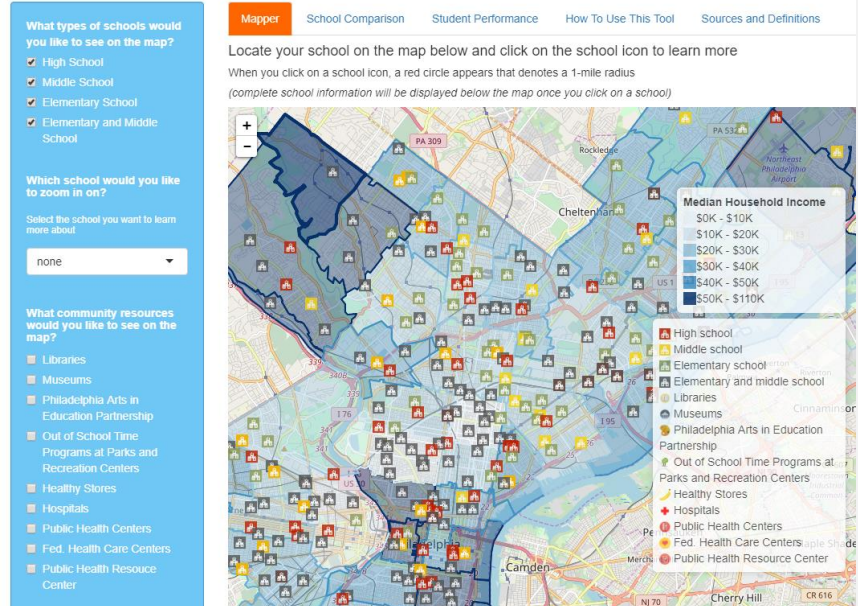 What types of schools would
you like to see on the map?
High School
Middle School
Elementary School
Elementary and Middle
School
Which school would you like
to zoom in on?
Select the school you want to learn
more about
none
What community resources
would you like to see on the
map?
Libraries
Museums
Philadelphia Arts in
Education Partnership
Out of School Time
Programs at Parks and
Recreation Centers
Healthy Stores
Hospitals
Public Health Centers
Fed. Health Care Centers
Public Health Resouce
Center
Mapper
School Comparison
Student Performance
How To Use This Tool
Sources and Definitions
Locate your school on the map below and click on the school icon to learn more
When you click on a school icon, a red circle appears that denotes a 1-mile radius
(complete school information will be displayed below the map once you click on a school)
+
-
PA 309
PA 532
Rockledge
Northeast
Philadelphia
Airport
Cheltenham
US 1
Median Household Income
$0K - $10K
$10K - $20K
$20K - $30K
$30K - $40K
$40K - $50K
$50K - $110K
High school
Middle school
Elementary school
Elementary and middle school
Libraries
Museums
Philadelphia Arts in Education
Partnership
Out of School Time Programs at
Parks and Recreation Centers
Healthy Stores
Hospitals
Public Health Centers
Fed. Health Care Centers
Public Health Resource Center
Riverton
Cinnaminson
339
340B
341
341
I 76
I 95
Camden
NJ 70
Cherry Hill
CR 616